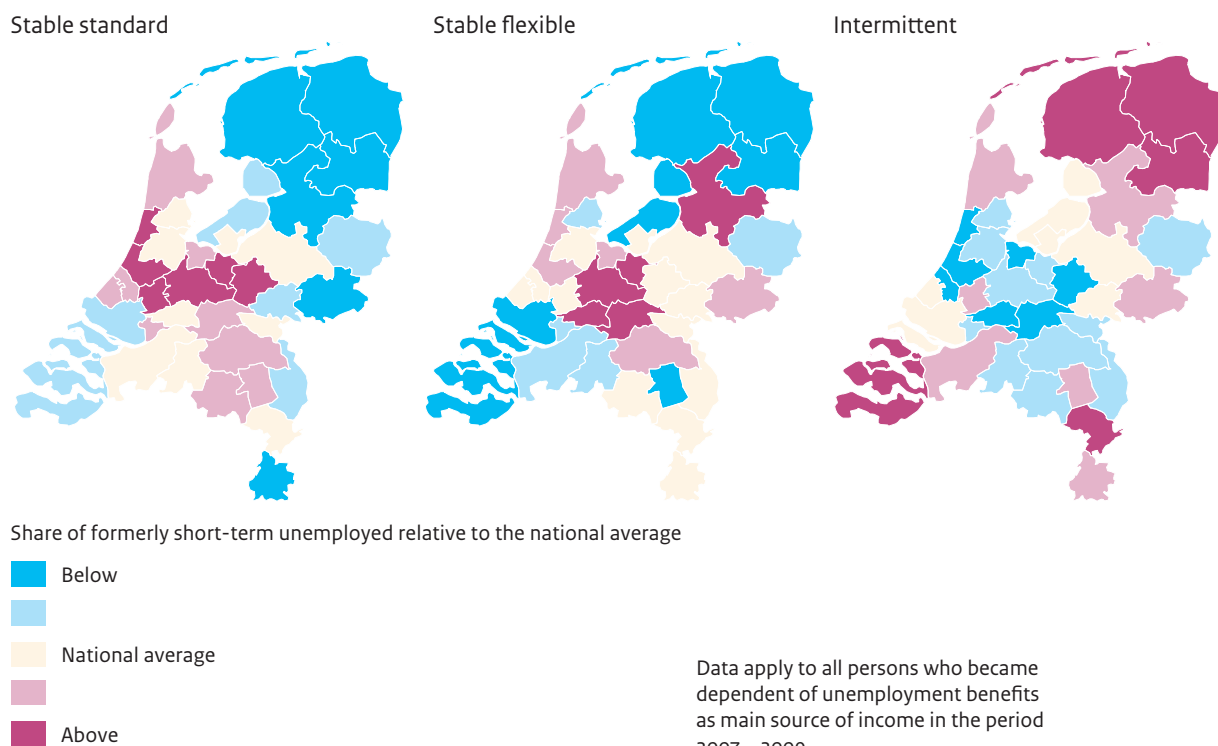 Stable standard
Stable flexible
Intermittent
Share of formerly short-term unemployed relative to the national average
Below
National average
Above
Data apply to all persons who became
dependent of unemployment benefits
as main source of income in the period